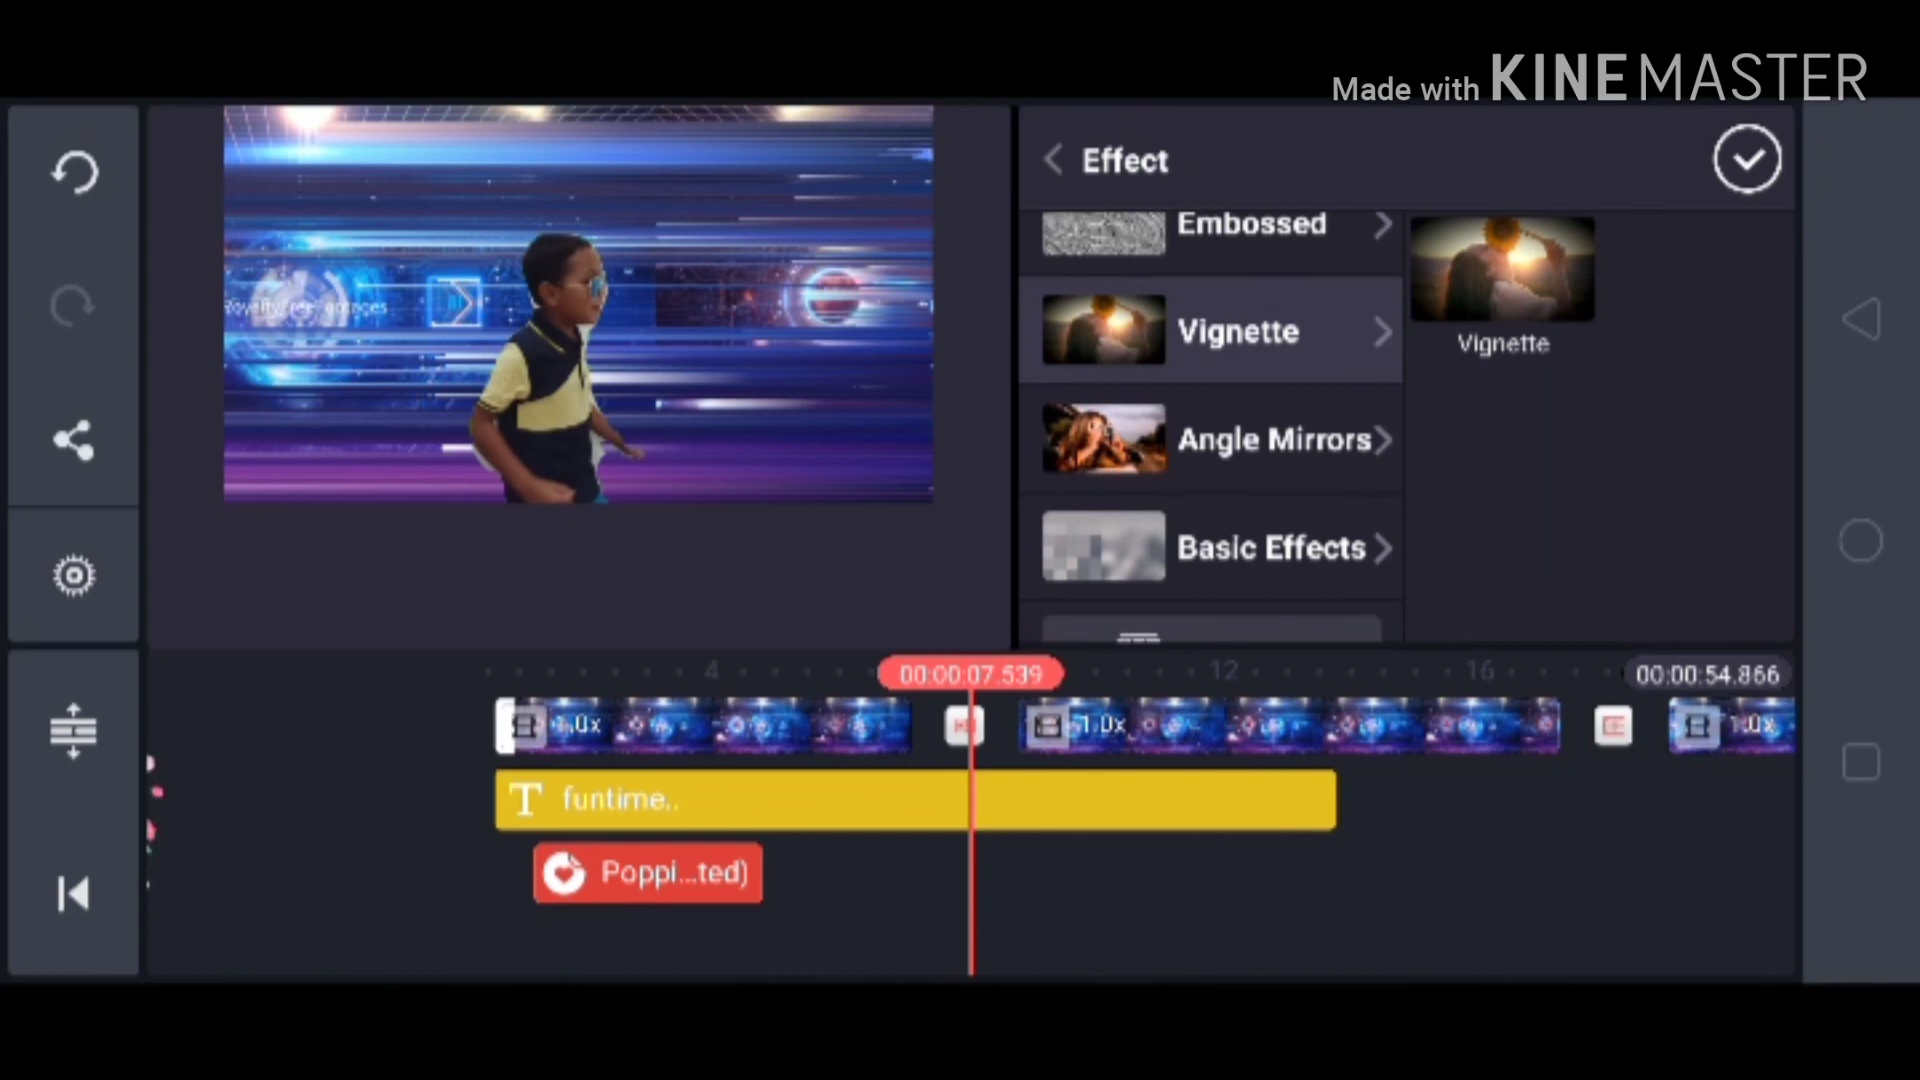 Made with KINEMASTER
Effect
Embossed
Vignette
Vignette
Angle Mirrors
Basic Effects
4
00:00:07.539
12
16
00:00:54.866
1.0x
1.0x
1.0x
T funtime..
Poppi...ted)